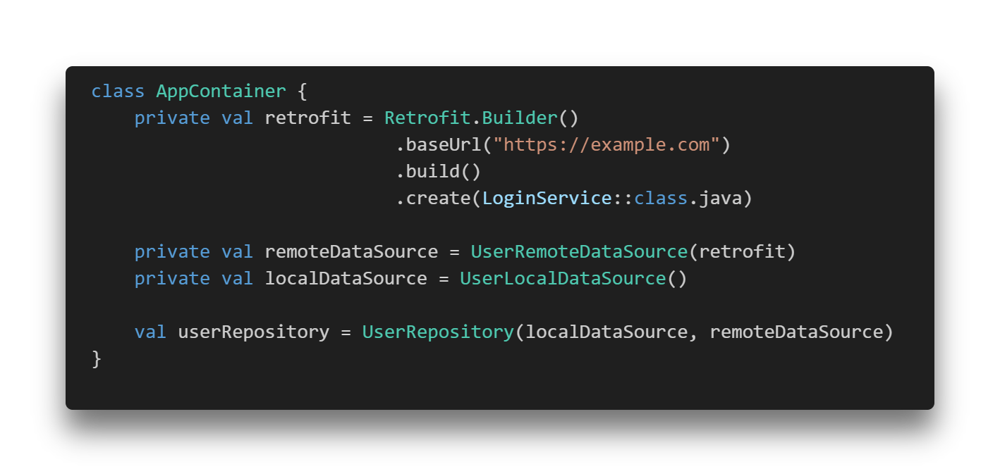 class AppContainer {
    private val retrofit = Retrofit.Builder()
                            .baseUrl("https://example.com")
                            .build()
                            .create(LoginService::class.java)
    private val remoteDataSource = UserRemoteDataSource(retrofit)
    private val localDataSource = UserLocalDataSource()
    val userRepository = UserRepository(localDataSource, remoteDataSource)
}